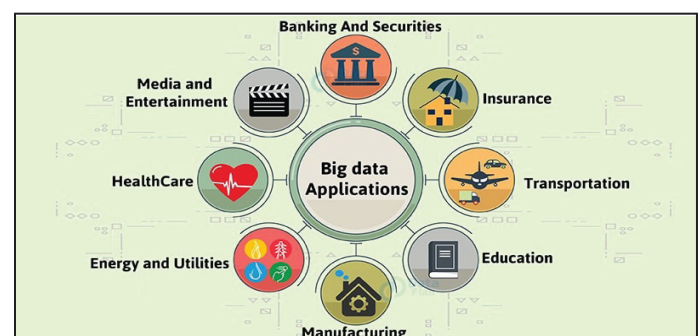 Banking And Securities
Media and
Entertainment
Insurance
HealthCare
Big data
Applications
Transportation
Energy and Utilities
Education
Manufacturing